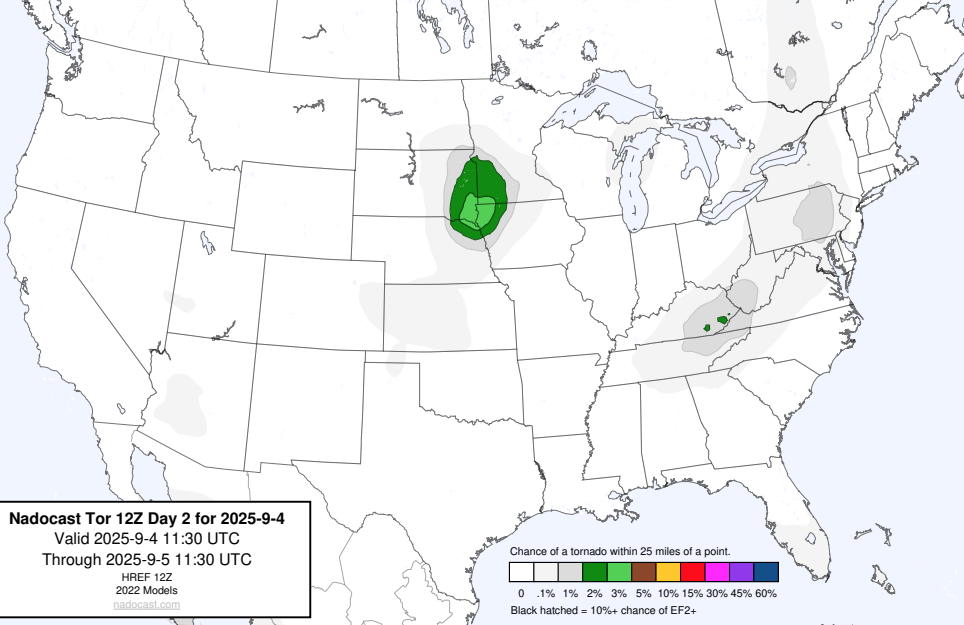 Nadocast Tor 12Z Day 2 for 2025-9-4
Valid 2025-9-4 11:30 UTC
Through 2025-9-5 11:30 UTC
HREF 12Z
2022 Models
nadocast.com
Chance of a tornado within 25 miles of a point.
0 .1% 1% 2% 3% 5% 10% 15% 30% 45% 60%
Black hatched = 10%+ chance of EF2+